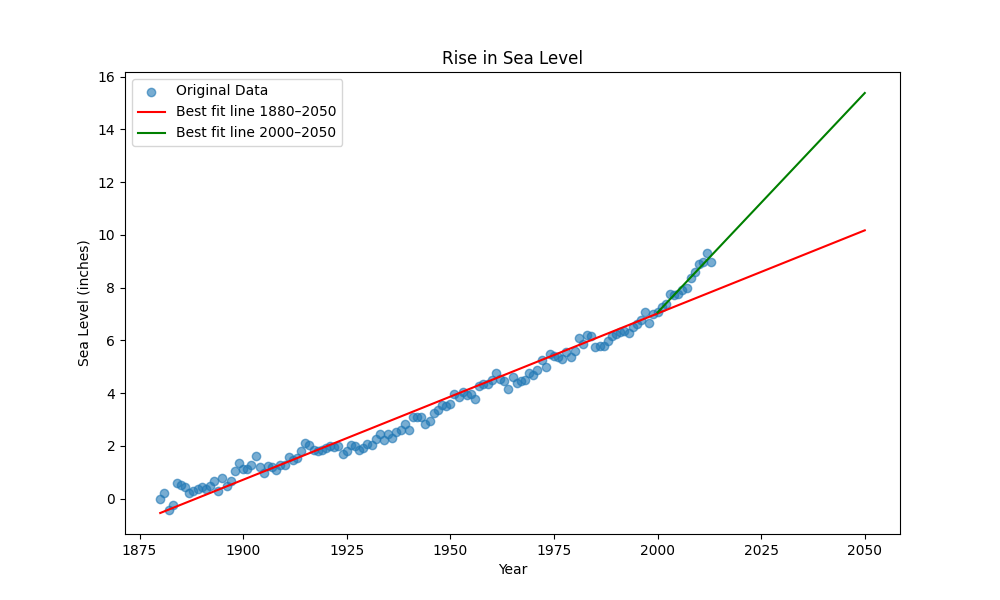 Rise in Sea Level
Original Data
Best fit line 1880–2050
Best fit line 2000–2050
16
14
12
10
8
6
4
2
0
Sea Level (inches)
1875 1900 1925 1950 1975 2000 2025 2050
Year